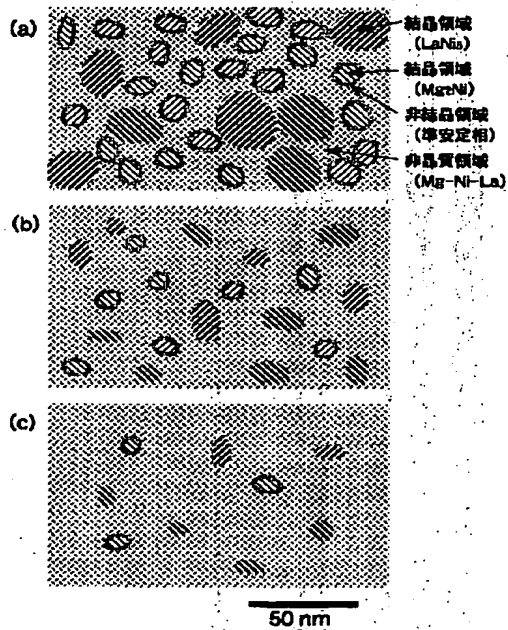 (a)
結晶領域
(LaNi₅)
結晶領域
(Mg₂Ni)
非結晶領域
(準安定相)
非晶質領域
(Mg-Ni-La)
(b)
(c)
50 nm